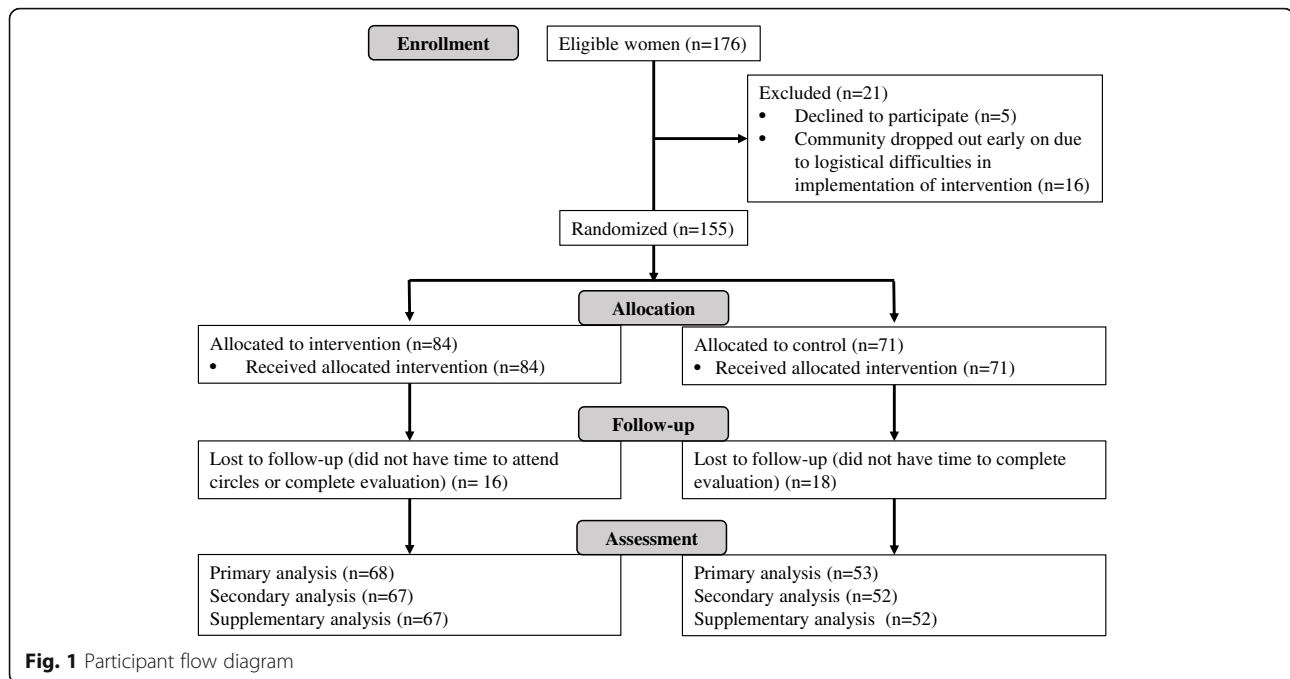 Enrollment
Eligible women (n=176)
Excluded (n=21)
• Declined to participate (n=5)
• Community dropped out early on due
to logistical difficulties in
implementation of intervention (n=16)
Randomized (n=155)
Allocation
Allocated to intervention (n=84)
• Received allocated intervention (n=84)
Allocated to control (n=71)
• Received allocated intervention (n=71)
Follow-up
Lost to follow-up (did not have time to attend
circles or complete evaluation) (n= 16)
Lost to follow-up (did not have time to complete
evaluation) (n=18)
Assessment
Primary analysis (n=68)
Secondary analysis (n=67)
Supplementary analysis (n=67)
Primary analysis (n=53)
Secondary analysis (n=52)
Supplementary analysis (n=52)
Fig. 1 Participant flow diagram